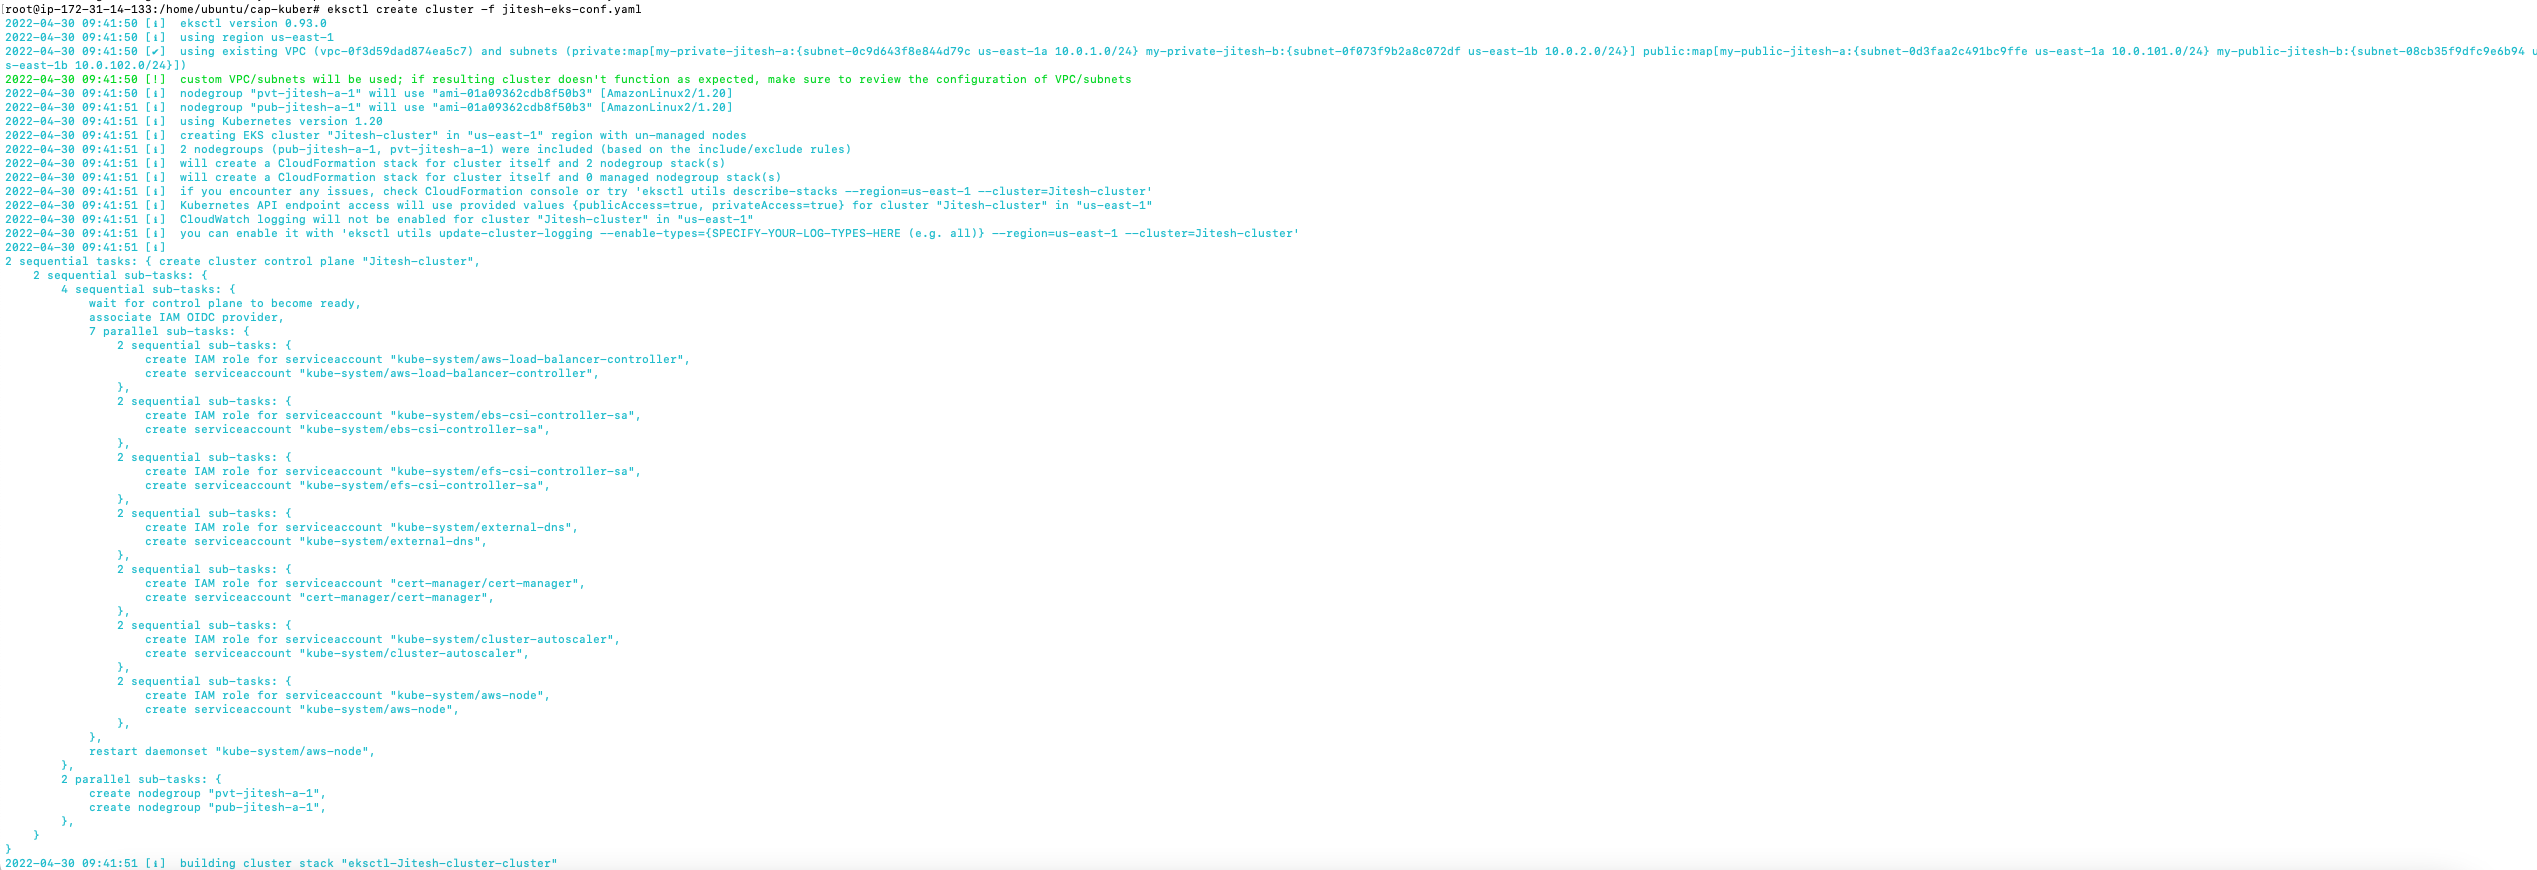 [root@ip-172-31-14-133:/home/ubuntu/cap-kuber# eksctl create cluster -f jitesh-eks-conf.yaml
2022-04-30 09:41:50 [ℹ]  eksctl version 0.93.0
2022-04-30 09:41:50 [ℹ]  using region us-east-1
2022-04-30 09:41:50 [✔]  using existing VPC (vpc-0f3d59dad874ea5c7) and subnets (private:map[my-private-jitesh-a:{subnet-0c9d643f8e844d79c us-east-1a 10.0.1.0/24} my-private-jitesh-b:{subnet-0f073f9b2a8c072df us-east-1b 10.0.2.0/24}] public:map[my-public-jitesh-a:{subnet-0d3faa2c491bc9ffe us-east-1a 10.0.101.0/24} my-public-jitesh-b:{subnet-08cb35f9dfc9e6b94 u
s-east-1b 10.0.102.0/24}])
2022-04-30 09:41:50 [!]  custom VPC/subnets will be used; if resulting cluster doesn't function as expected, make sure to review the configuration of VPC/subnets
2022-04-30 09:41:50 [ℹ]  nodegroup "pvt-jitesh-a-1" will use "ami-01a09362cdb8f50b3" [AmazonLinux2/1.20]
2022-04-30 09:41:51 [ℹ]  nodegroup "pub-jitesh-a-1" will use "ami-01a09362cdb8f50b3" [AmazonLinux2/1.20]
2022-04-30 09:41:51 [ℹ]  using Kubernetes version 1.20
2022-04-30 09:41:51 [ℹ]  creating EKS cluster "Jitesh-cluster" in "us-east-1" region with un-managed nodes
2022-04-30 09:41:51 [ℹ]  2 nodegroups (pub-jitesh-a-1, pvt-jitesh-a-1) were included (based on the include/exclude rules)
2022-04-30 09:41:51 [ℹ]  will create a CloudFormation stack for cluster itself and 2 nodegroup stack(s)
2022-04-30 09:41:51 [ℹ]  will create a CloudFormation stack for cluster itself and 0 managed nodegroup stack(s)
2022-04-30 09:41:51 [ℹ]  if you encounter any issues, check CloudFormation console or try 'eksctl utils describe-stacks --region=us-east-1 --cluster=Jitesh-cluster'
2022-04-30 09:41:51 [ℹ]  Kubernetes API endpoint access will use provided values {publicAccess=true, privateAccess=true} for cluster "Jitesh-cluster" in "us-east-1"
2022-04-30 09:41:51 [ℹ]  CloudWatch logging will not be enabled for cluster "Jitesh-cluster" in "us-east-1"
2022-04-30 09:41:51 [ℹ]  you can enable it with 'eksctl utils update-cluster-logging --enable-types={SPECIFY-YOUR-LOG-TYPES-HERE (e.g. all)} --region=us-east-1 --cluster=Jitesh-cluster'
2022-04-30 09:41:51 [ℹ]
2 sequential tasks: { create cluster control plane "Jitesh-cluster",
    2 sequential sub-tasks: {
        4 sequential sub-tasks: {
            wait for control plane to become ready,
            associate IAM OIDC provider,
            7 parallel sub-tasks: {
                2 sequential sub-tasks: {
                    create IAM role for serviceaccount "kube-system/aws-load-balancer-controller",
                    create serviceaccount "kube-system/aws-load-balancer-controller",
                },
                2 sequential sub-tasks: {
                    create IAM role for serviceaccount "kube-system/ebs-csi-controller-sa",
                    create serviceaccount "kube-system/ebs-csi-controller-sa",
                },
                2 sequential sub-tasks: {
                    create IAM role for serviceaccount "kube-system/efs-csi-controller-sa",
                    create serviceaccount "kube-system/efs-csi-controller-sa",
                },
                2 sequential sub-tasks: {
                    create IAM role for serviceaccount "kube-system/external-dns",
                    create serviceaccount "kube-system/external-dns",
                },
                2 sequential sub-tasks: {
                    create IAM role for serviceaccount "cert-manager/cert-manager",
                    create serviceaccount "cert-manager/cert-manager",
                },
                2 sequential sub-tasks: {
                    create IAM role for serviceaccount "kube-system/cluster-autoscaler",
                    create serviceaccount "kube-system/cluster-autoscaler",
                },
                2 sequential sub-tasks: {
                    create IAM role for serviceaccount "kube-system/aws-node",
                    create serviceaccount "kube-system/aws-node",
                },
            },
            restart daemonset "kube-system/aws-node",
        },
        2 parallel sub-tasks: {
            create nodegroup "pvt-jitesh-a-1",
            create nodegroup "pub-jitesh-a-1",
        },
    }
}
2022-04-30 09:41:51 [ℹ]  building cluster stack "eksctl-Jitesh-cluster-cluster"